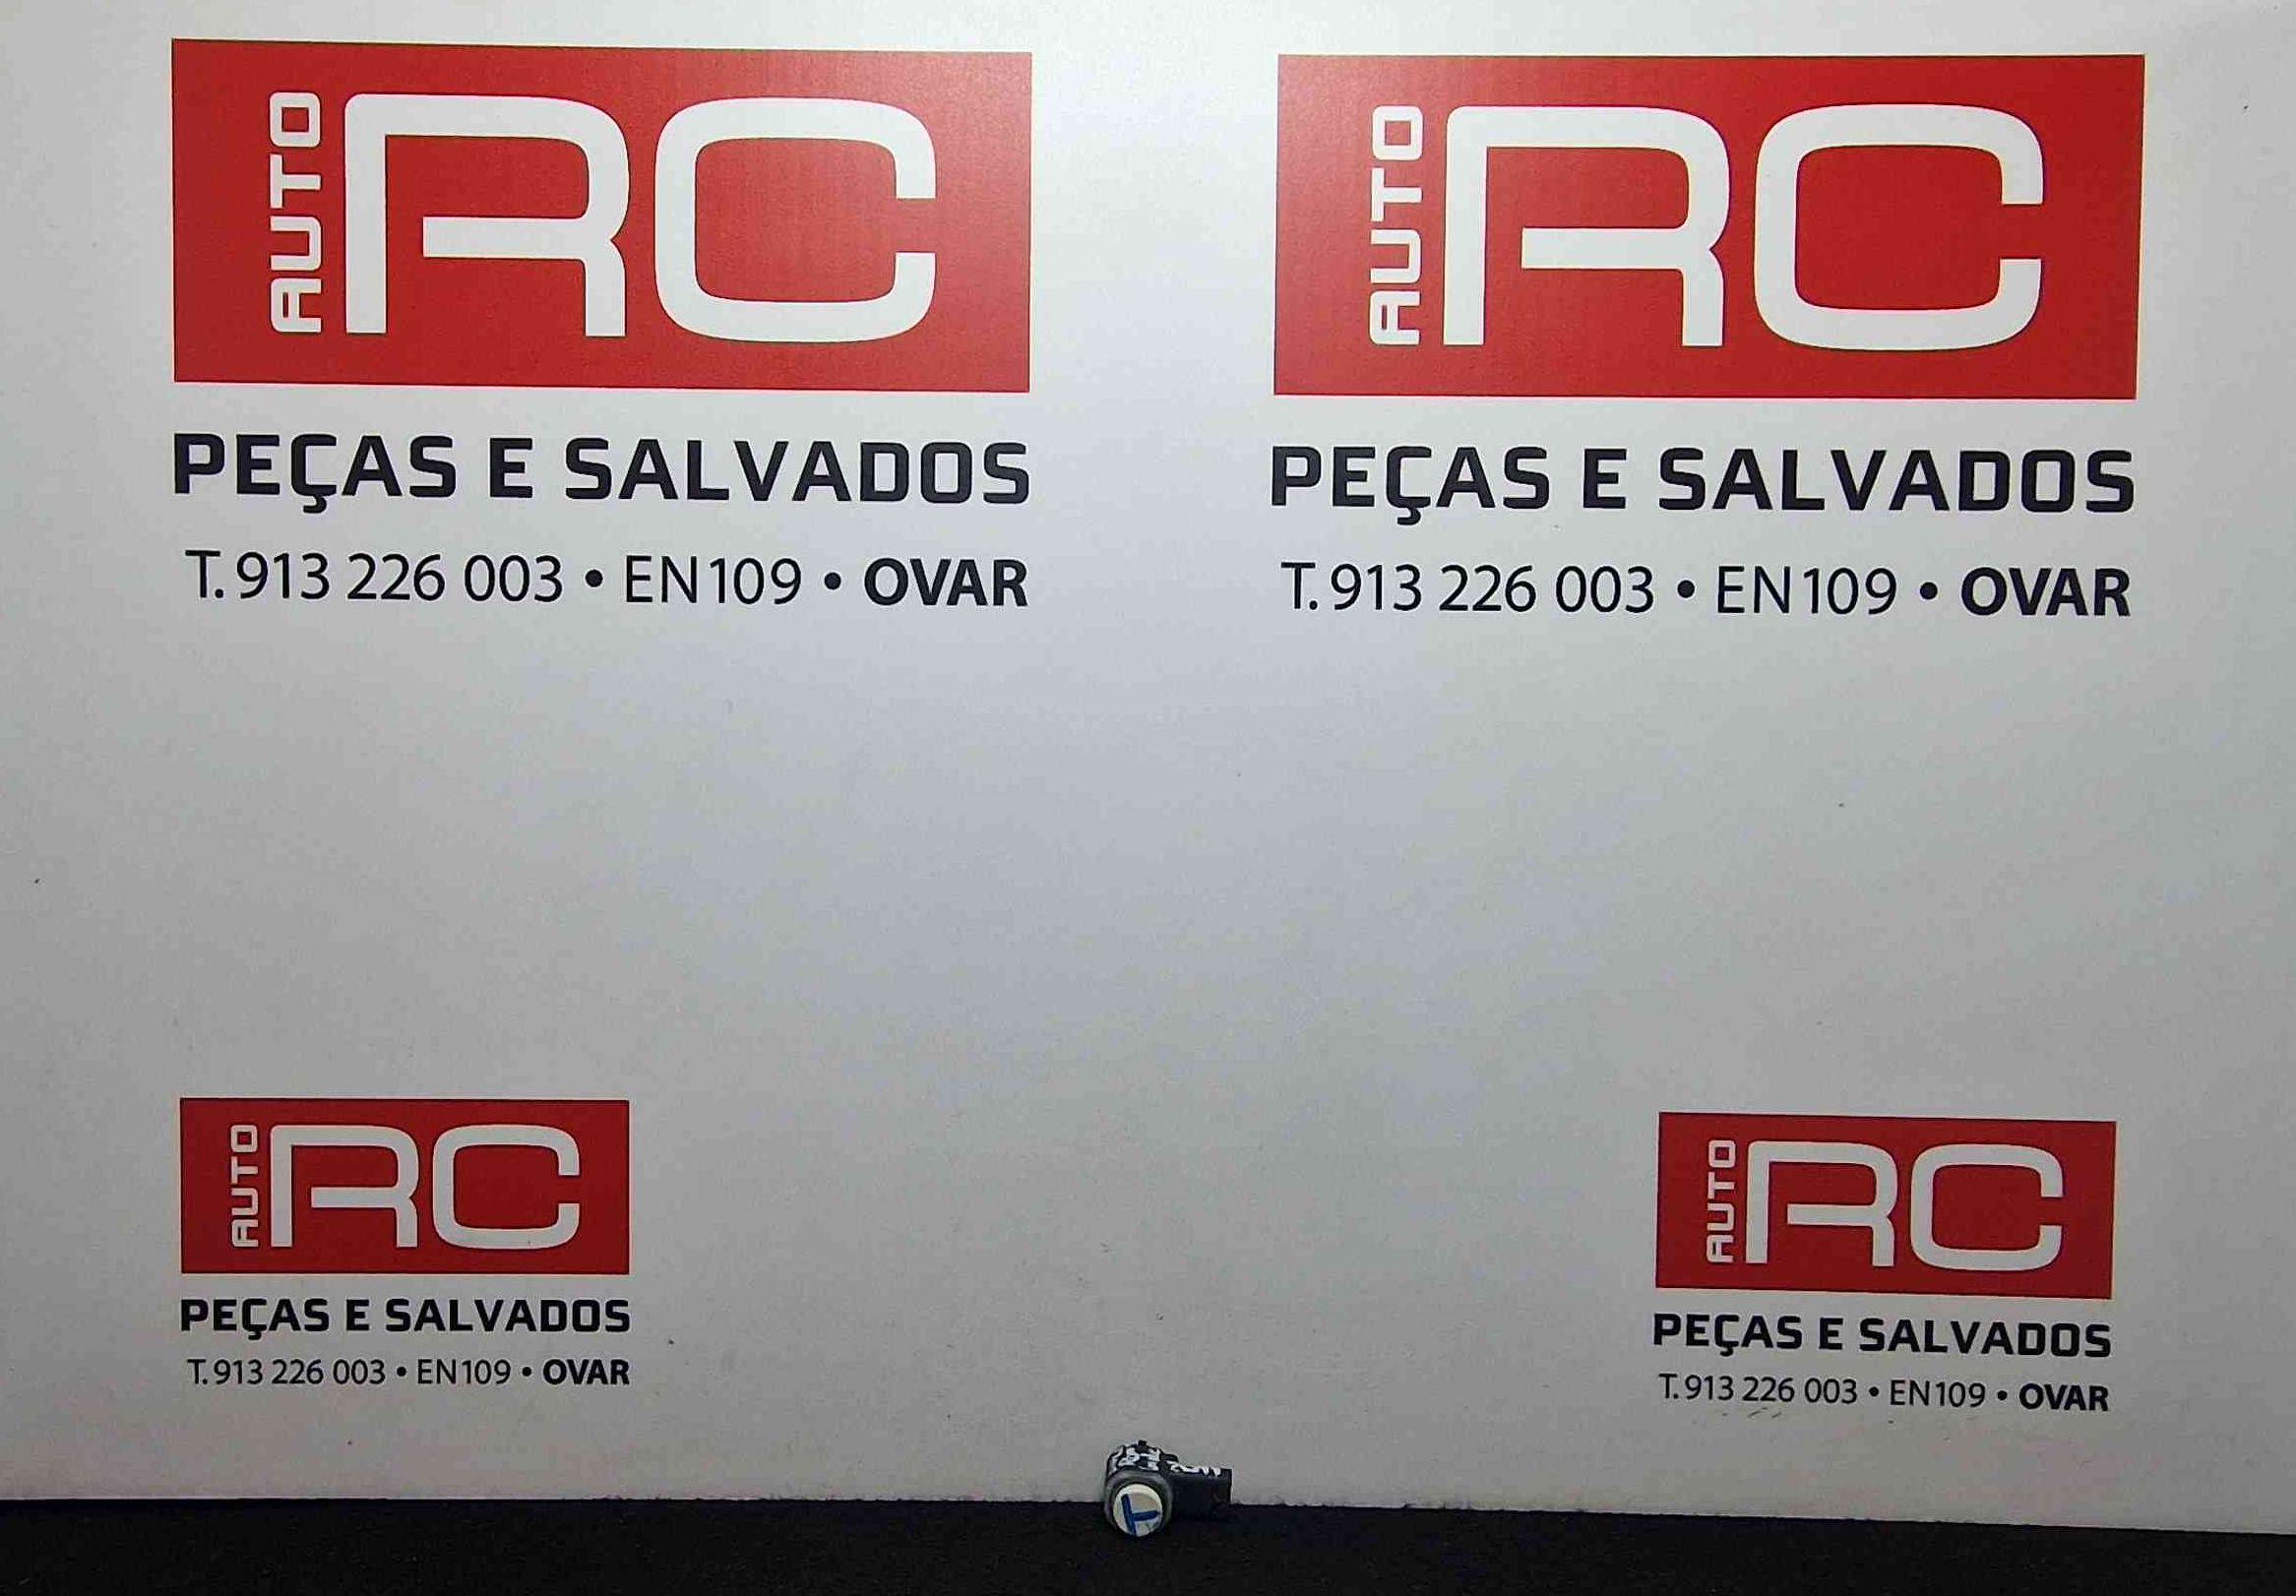 AUTO RC
PEÇAS E SALVADOS
T. 913 226 003 • EN109 • OVAR
AUTO RC
PEÇAS E SALVADOS
T. 913 226 003 • EN109 • OVAR
AUTO RC
PEÇAS E SALVADOS
T. 913 226 003 • EN109 • OVAR
AUTO RC
PEÇAS E SALVADOS
T. 913 226 003 • EN109 • OVAR
T